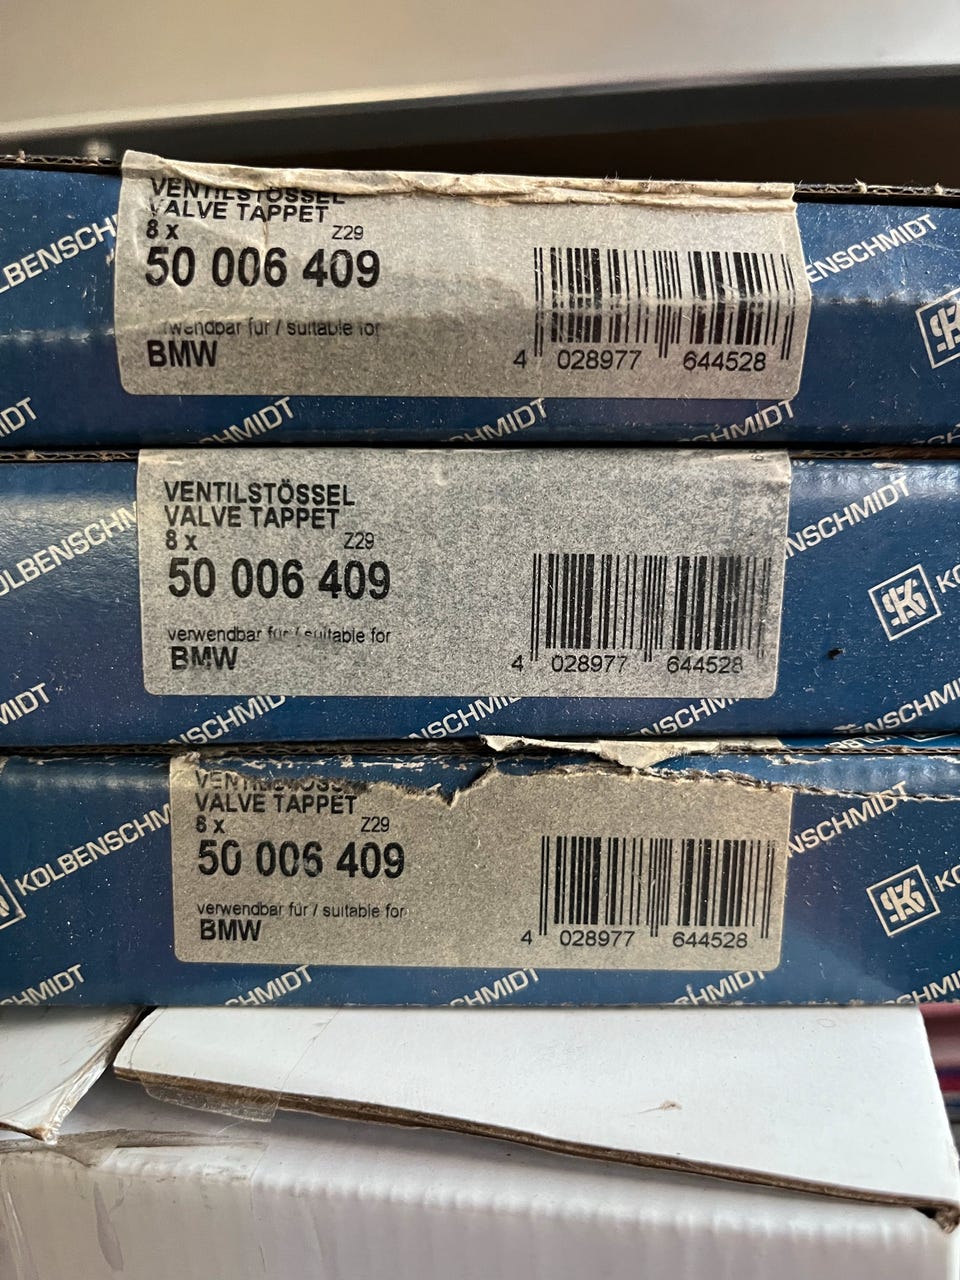 VENTILSTÖSSEL
VALVE TAPPET
8 x Z29
50 006 409
rwendbar für / suitable for
BMW
4 028977 644528
KOLBENSCHMIDT
VENTILSTÖSSEL
VALVE TAPPET
8 x Z29
50 006 409
verwendbar für / suitable for
BMW
4 028977 644528
KOLBENSCHMIDT
VENTILSTÖSSEL
VALVE TAPPET
8 x Z29
50 006 409
verwendbar für / suitable for
BMW
4 028977 644528
KOLBENSCHMIDT